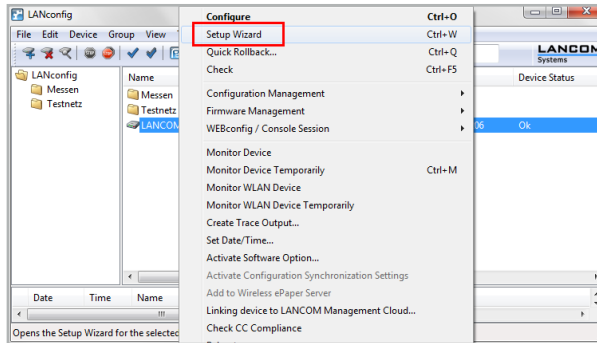 LANconfig
File Edit Device Group View
LANCOM
Systems
LANconfig
Messen
Testnetz
Name
Device Status
Messen
Testnetz
LANCOM
06 Ok
Configure Ctrl+O
Setup Wizard Ctrl+W
Quick Rollback... Ctrl+Q
Check Ctrl+F5
Configuration Management
Firmware Management
WEBconfig / Console Session
Monitor Device
Monitor Device Temporarily Ctrl+M
Monitor WLAN Device
Monitor WLAN Device Temporarily
Create Trace Output...
Set Date/Time...
Activate Software Option...
Activate Configuration Synchronization Settings
Add to Wireless ePaper Server
Linking device to LANCOM Management Cloud...
Check CC Compliance
Date Time Name
Opens the Setup Wizard for the selected